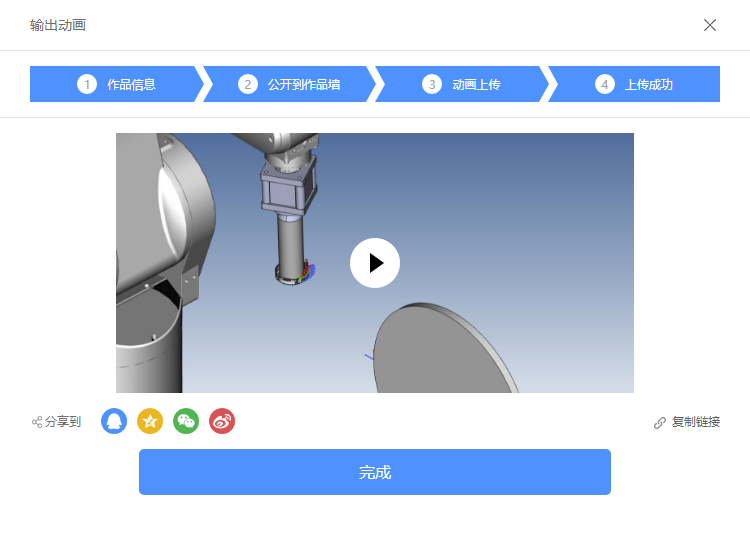 输出动画
1 作品信息
2 公开到作品墙
3 动画上传
4 上传成功
分享到
复制链接
完成